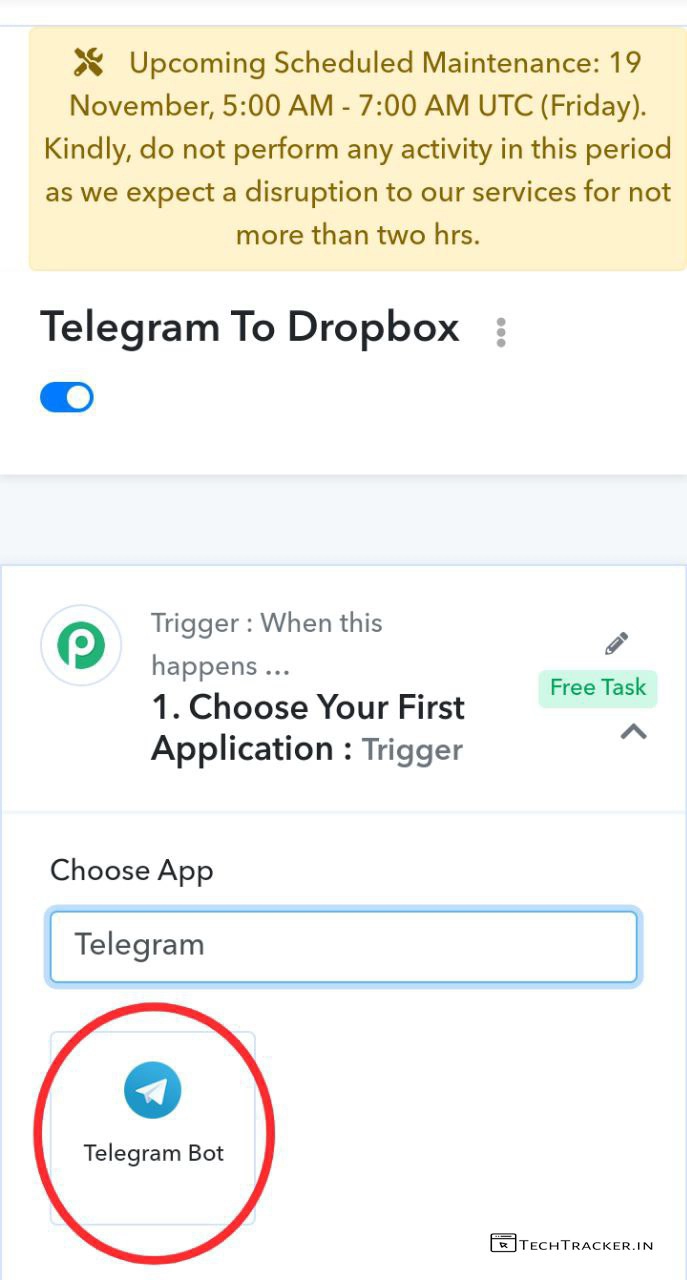 Upcoming Scheduled Maintenance: 19
November, 5:00 AM - 7:00 AM UTC (Friday).
Kindly, do not perform any activity in this period
as we expect a disruption to our services for not
more than two hrs.
Telegram To Dropbox
Trigger : When this
happens ...
1. Choose Your First
Application : Trigger
Free Task
Choose App
Telegram
Telegram Bot
TECHTRACKER.IN